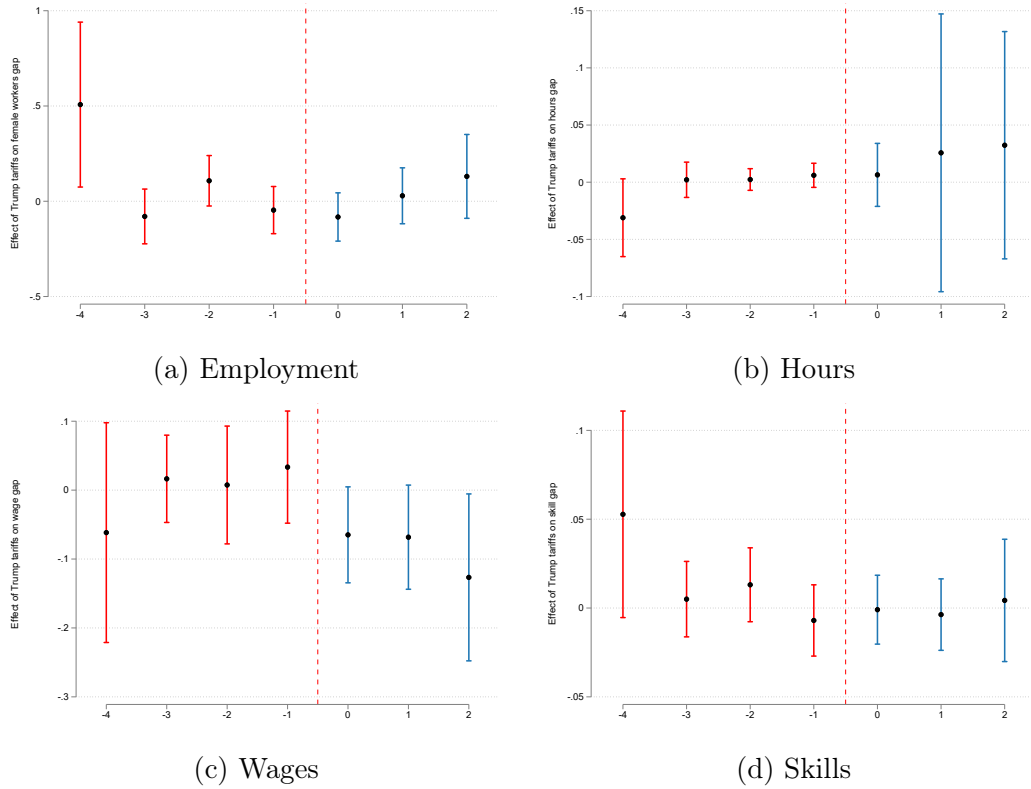 Effect of Trump tariffs on female workers gap
1
.5
0
-.5
-4 -3 -2 -1 0 1 2
(a) Employment
Effect of Trump tariffs on hours gap
.15
.1
.05
0
-.05
-.1
-4 -3 -2 -1 0 1 2
(b) Hours
Effect of Trump tariffs on wage gap
.1
0
-.1
-.2
-.3
-4 -3 -2 -1 0 1 2
(c) Wages
Effect of Trump tariffs on skill gap
.1
.05
0
-.05
-4 -3 -2 -1 0 1 2
(d) Skills